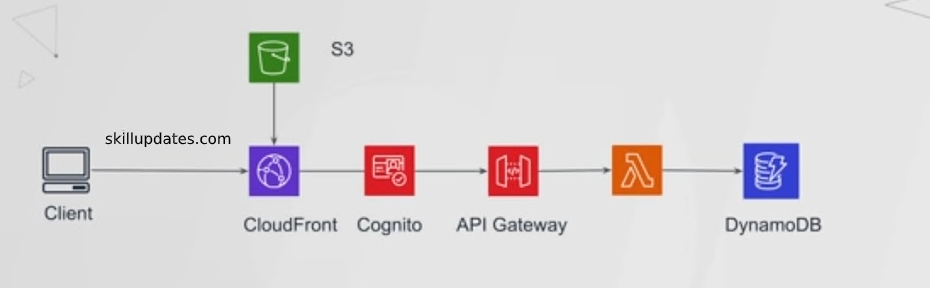 S3
skillupdates.com
Client
CloudFront
Cognito
API Gateway
DynamoDB